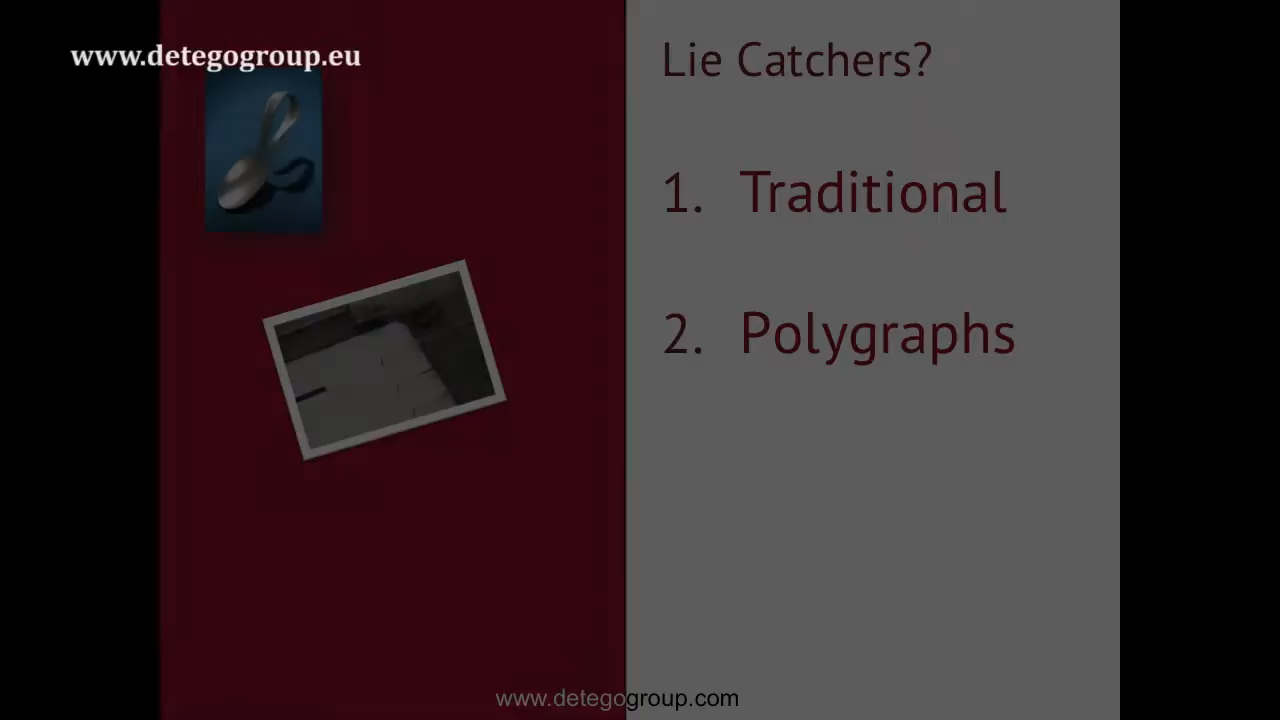 www.detegogroup.eu
Lie Catchers?
1. Traditional
2. Polygraphs
www.detegogroup.com